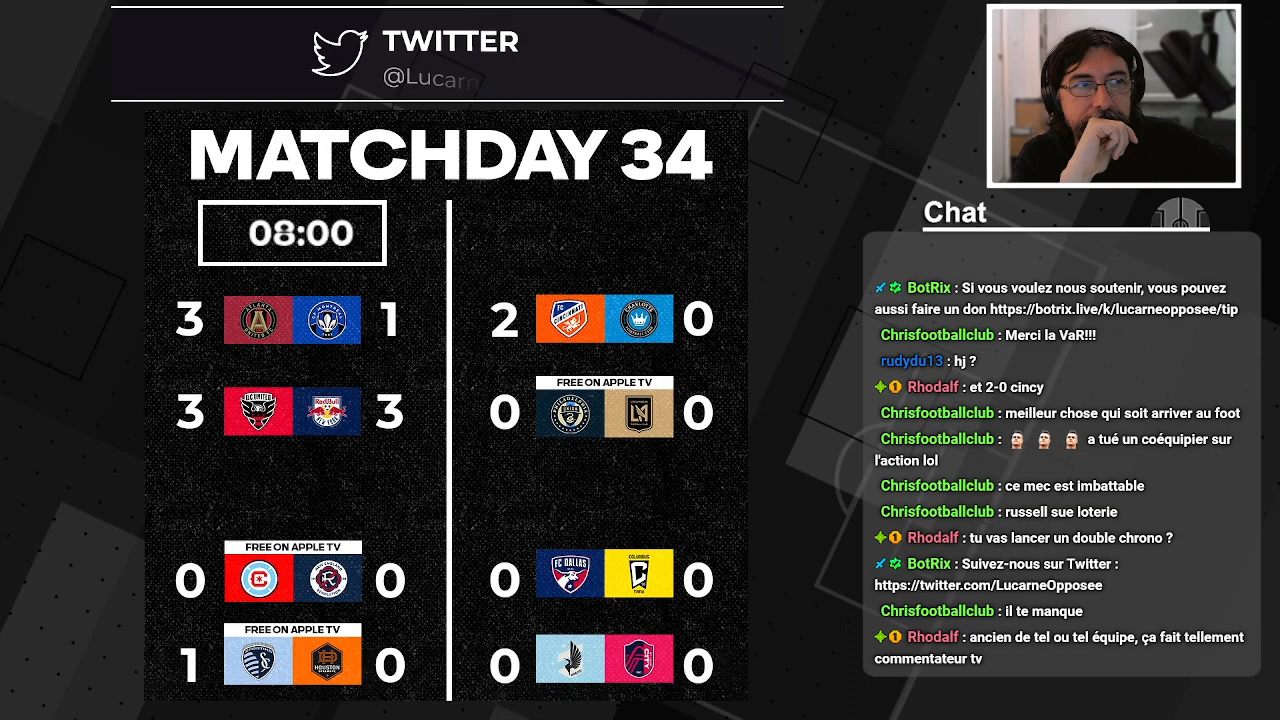 TWITTER
@Lucarn
MATCHDAY 34
08:00
3 1
2 0
FREE ON APPLE TV
3 3
0 0
FREE ON APPLE TV
0 0
FC DALLAS
0 0
FREE ON APPLE TV
1 HOUSTON 0
0 CITY 0
Chat
BotRix : Si vous voulez nous soutenir, vous pouvez
aussi faire un don https://botrix.live/k/lucarneopposee/tip
Chrisfootballclub : Merci la VaR!!!
rudydu13 : hj ?
Rhodalf : et 2-0 cincy
Chrisfootballclub : meilleur chose qui soit arriver au foot
Chrisfootballclub : a tué un coéquipier sur
l'action lol
Chrisfootballclub : ce mec est imbattable
Chrisfootballclub : russell sue loterie
Rhodalf : tu vas lancer un double chrono ?
BotRix : Suivez-nous sur Twitter :
https://twitter.com/LucarneOpposee
Chrisfootballclub : il te manque
Rhodalf : ancien de tel ou tel équipe, ça fait tellement
commentateur tv